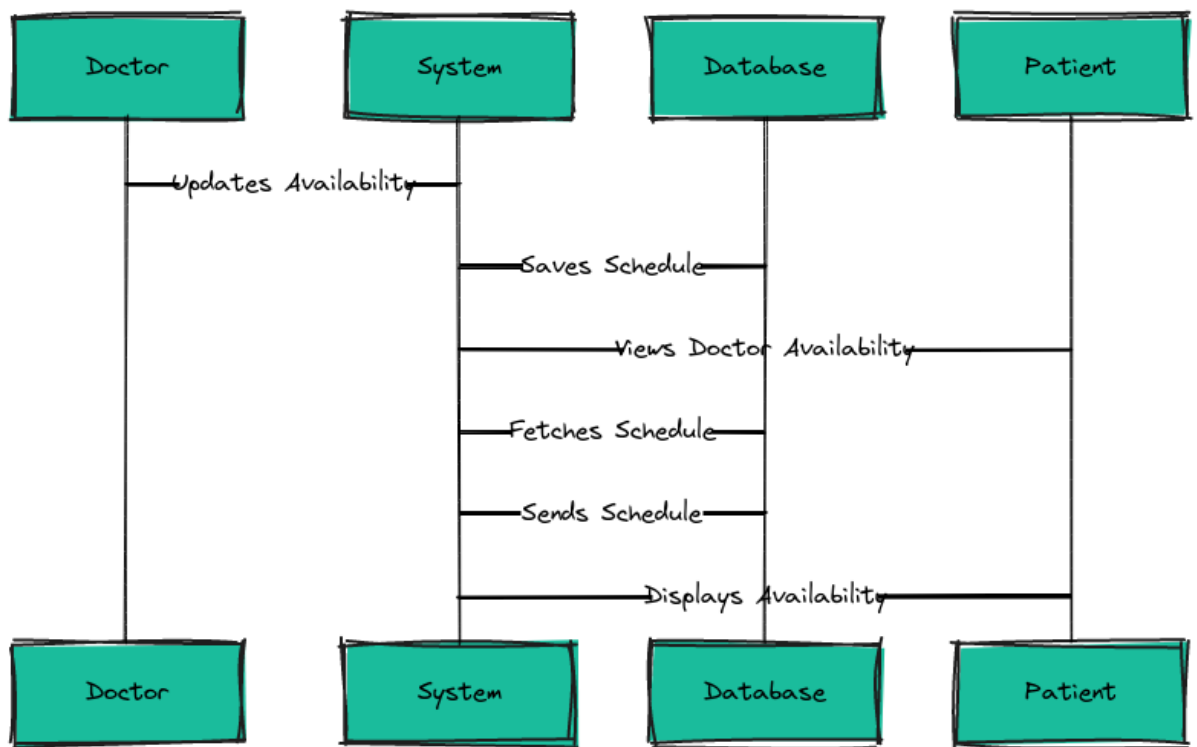 Doctor
System
Database
Patient
Updates Availability
Saves Schedule
Views Doctor Availability
Fetches Schedule
Sends Schedule
Displays Availability
Doctor
System
Database
Patient